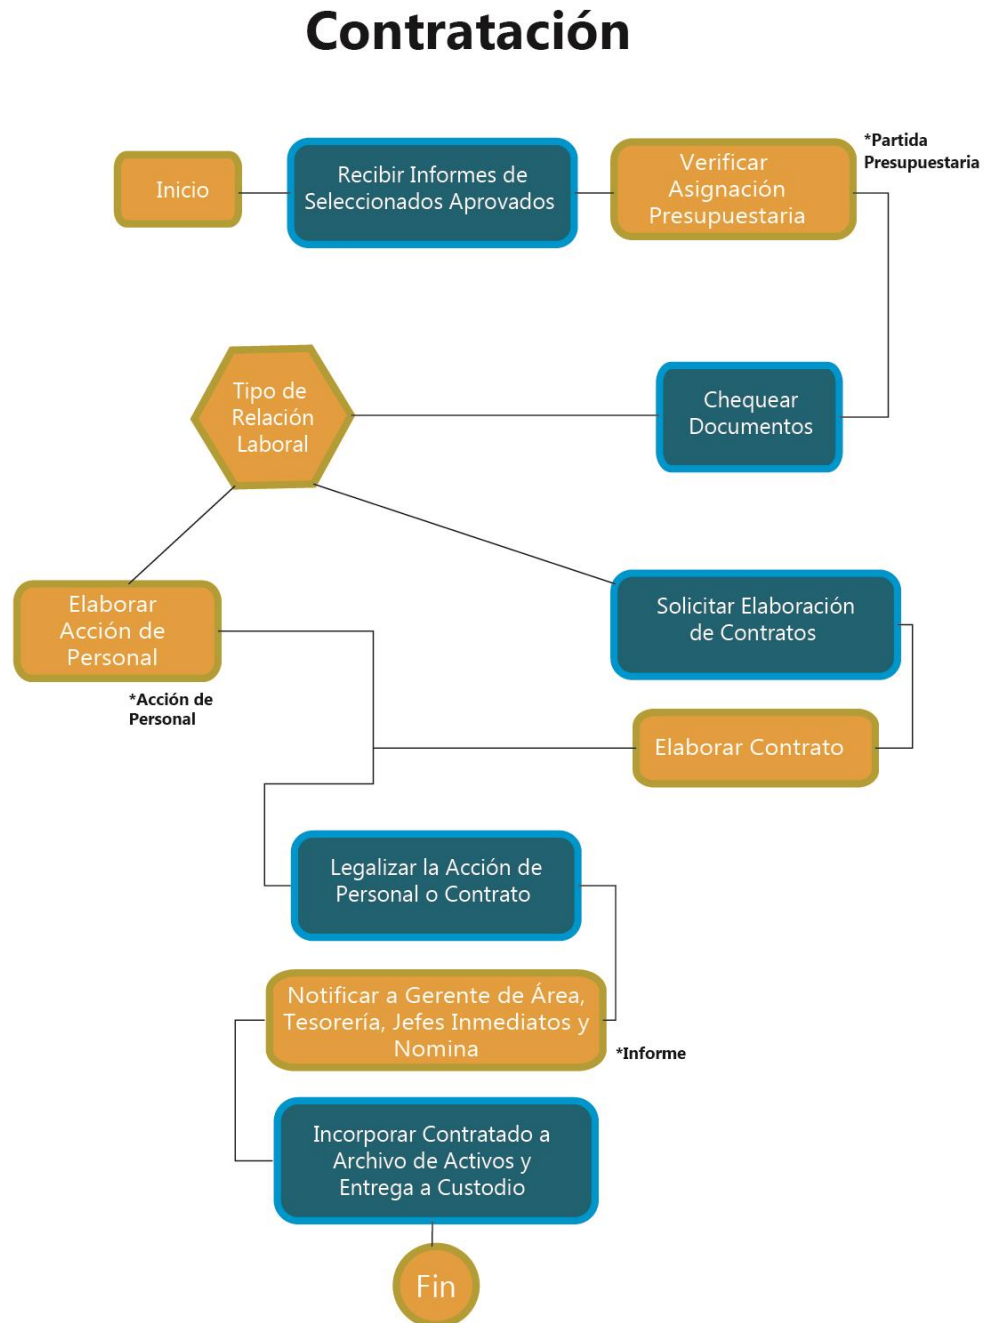 Contratación
Inicio
Recibir Informes de
Seleccionados Aprovados
Verificar
Asignación
Presupuestaria
*Partida
Presupuestaria
Tipo de
Relación
Laboral
Chequear
Documentos
Elaborar
Acción de
Personal
*Acción de
Personal
Solicitar Elaboración
de Contratos
Elaborar Contrato
Legalizar la Acción de
Personal o Contrato
Notificar a Gerente de Área,
Tesorería, Jefes Inmediatos y
Nomina
*Informe
Incorporar Contratado a
Archivo de Activos y
Entrega a Custodio
Fin